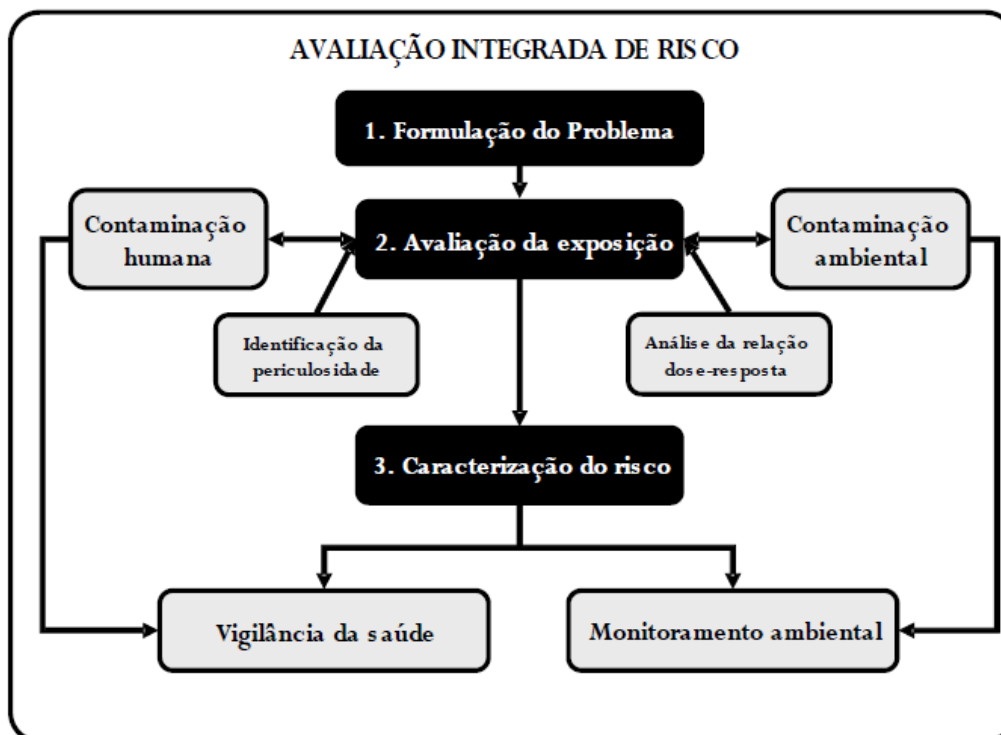 AVALIAÇÃO INTEGRADA DE RISCO
1. Formulação do Problema
Contaminação
humana
2. Avaliação da exposição
Contaminação
ambiental
Identificação da
periculosidade
Análise da relação
dose-resposta
3. Caracterização do risco
Vigilância da saúde
Monitoramento ambiental